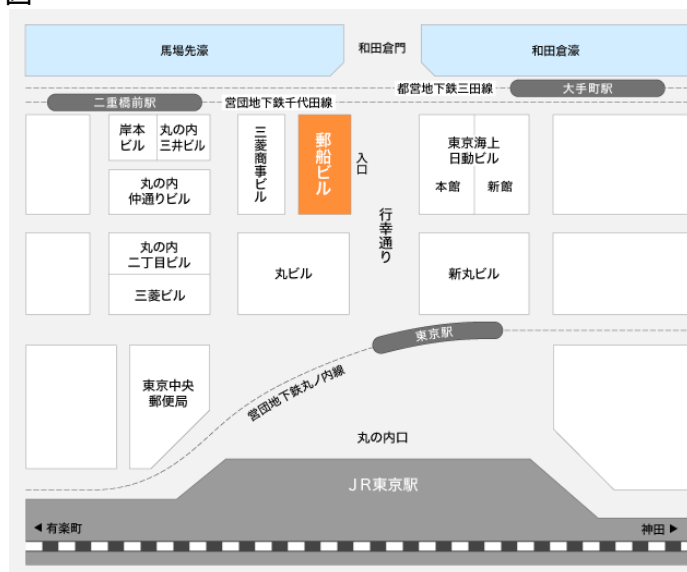 馬場先濠
和田倉門
和田倉濠
都営地下鉄三田線
大手町駅
二重橋前駅
営団地下鉄千代田線
岸本
ビル
丸の内
三井ビル
三菱商事ビル
郵船ビル
入口
東京海上
日動ビル
本館
新館
丸の内
仲通りビル
行幸通り
丸の内
二丁目ビル
三菱ビル
丸ビル
新丸ビル
東京駅
東京中央
郵便局
営団地下鉄丸ノ内線
丸の内口
JR東京駅
◀有楽町
神田▶